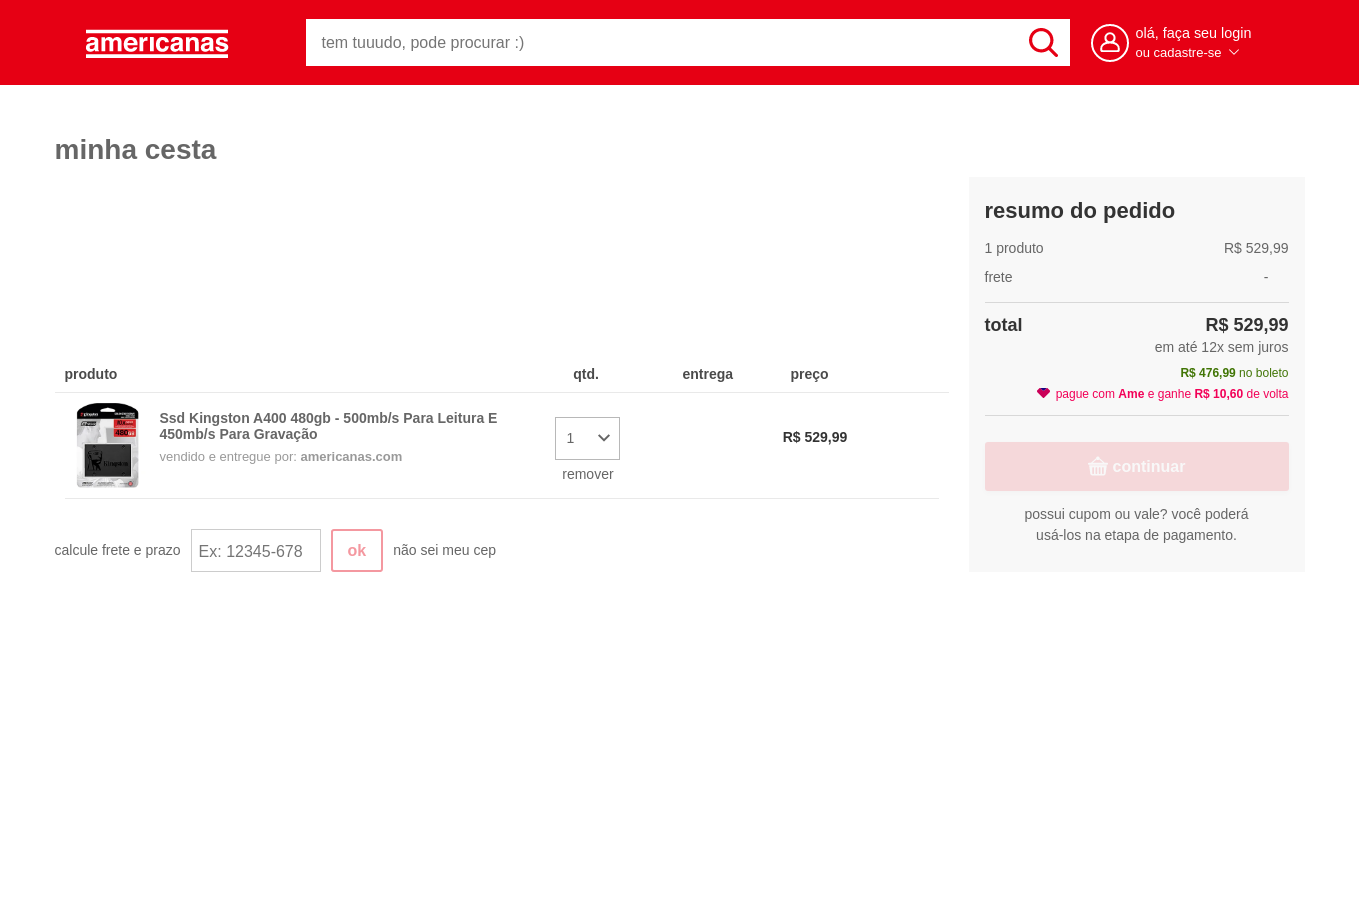 americanas
tem tuuudo, pode procurar :)
olá, faça seu login
ou cadastre-se
minha cesta
produto qtd. entrega preço
Ssd Kingston A400 480gb - 500mb/s Para Leitura E
450mb/s Para Gravação
vendido e entregue por: americanas.com
1
remover
R$ 529,99
calcule frete e prazo Ex: 12345-678 ok não sei meu cep
resumo do pedido
1 produto R$ 529,99
frete -
total R$ 529,99
em até 12x sem juros
R$ 476,99 no boleto
pague com Ame e ganhe R$ 10,60 de volta
continuar
possui cupom ou vale? você poderá
usá-los na etapa de pagamento.